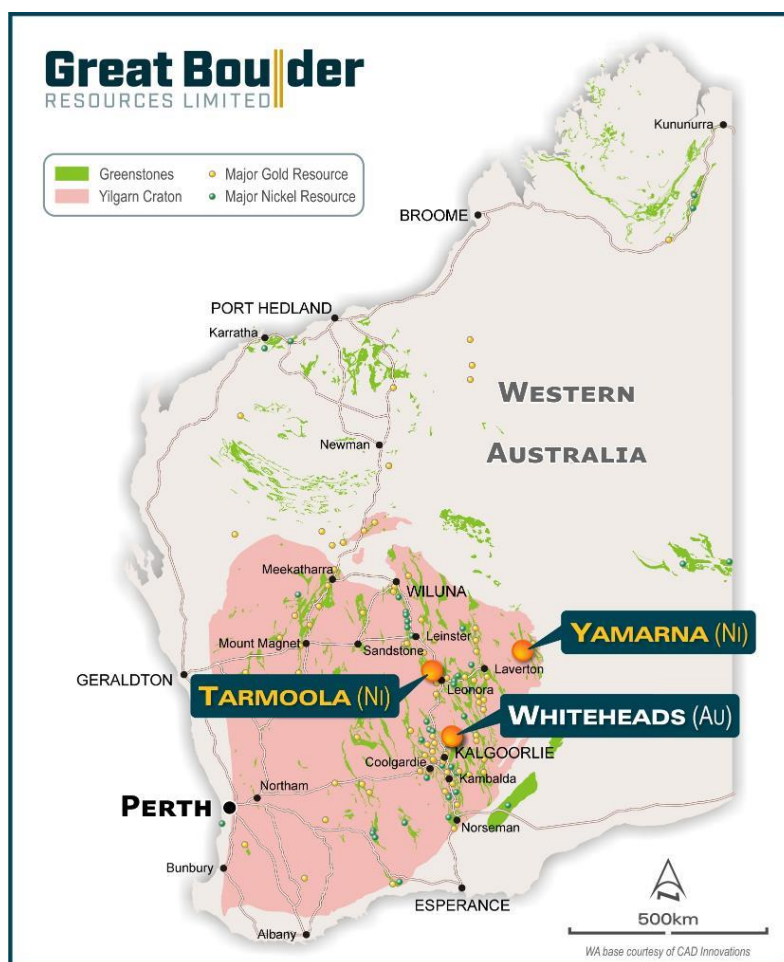 Great Boulder
RESOURCES LIMITED
Greenstones
Major Gold Resource
Yilgarn Craton
Major Nickel Resource
Kununurra
BROOME
PORT HEDLAND
Karratha
WESTERN
AUSTRALIA
Newman
Meekatharra
WILUNA
YAMARNA (NI)
Leinster
Mount Magnet
Sandstone
Laverton
GERALDTON
TARMOOLA (NI)
Leonora
WHITEHEADS (AU)
KALGOORLIE
Coolgardie
Kambalda
Northam
PERTH
Norseman
Bunbury
ESPERANCE
Albany
500km
WA base courtesy of CAD Innovations